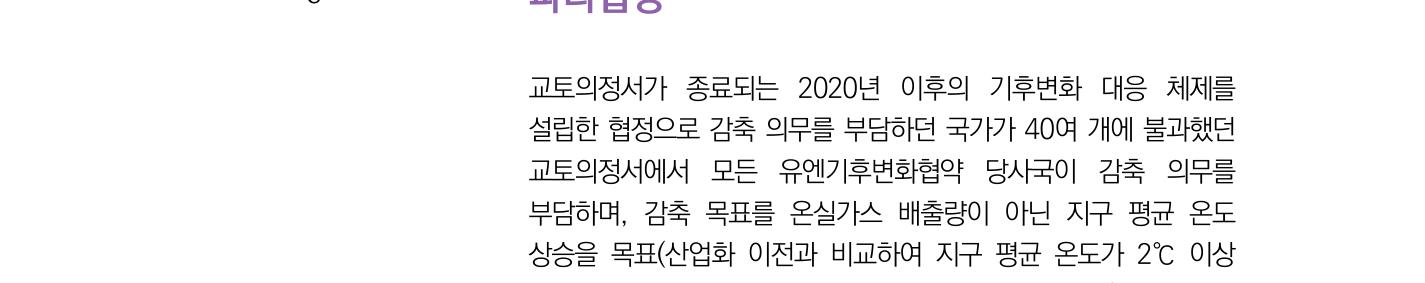 파리협정
교토의정서가 종료되는 2020년 이후의 기후변화 대응 체제를
설립한 협정으로 감축 의무를 부담하던 국가가 40여 개에 불과했던
교토의정서에서 모든 유엔기후변화협약 당사국이 감축 의무를
부담하며, 감축 목표를 온실가스 배출량이 아닌 지구 평균 온도
상승을 목표(산업화 이전과 비교하여 지구 평균 온도가 2℃ 이상